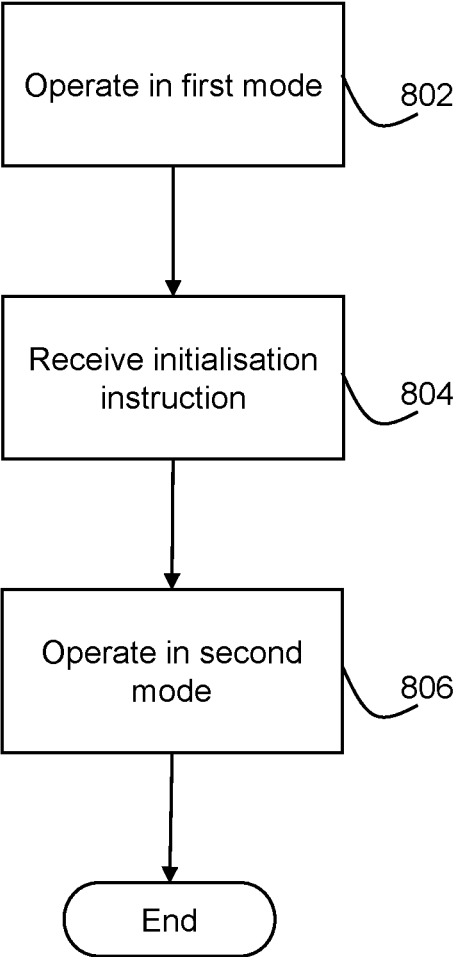 Operate in first mode
802
Receive initialisation
instruction
804
Operate in second
mode
806
End